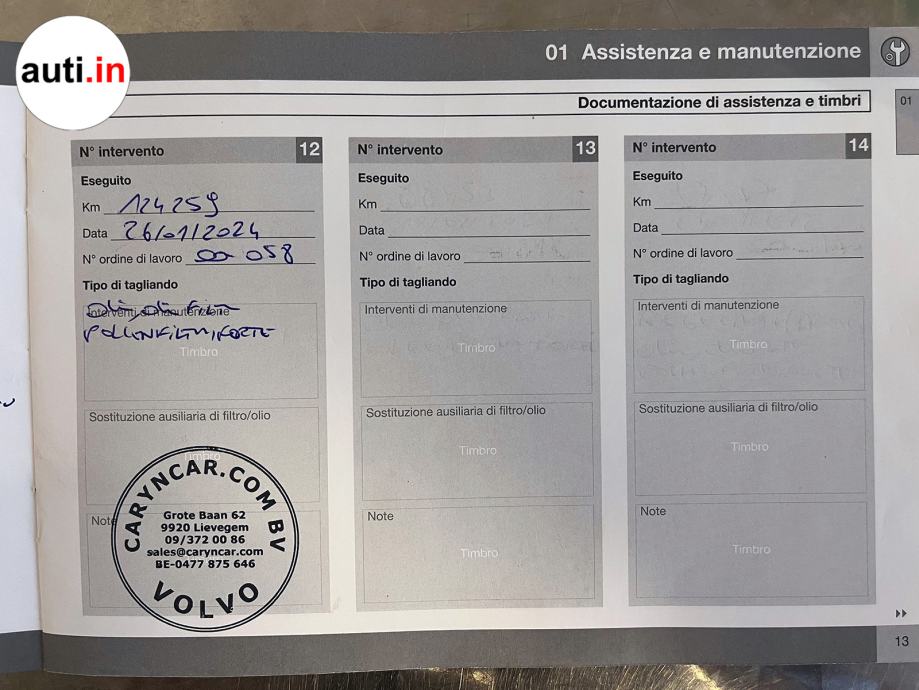 auti.in
01 Assistenza e manutenzione
01
Documentazione di assistenza e timbri
N° intervento 12
Eseguito
Km 124259
Data 26/01/2024
N° ordine di lavoro 058
Tipo di tagliando
Interventi di manutenzione
Timbro
Sostituzione ausiliaria di filtro/olio
Timbro
Note
CARYNCAR.COM BV
Grote Baan 62
9920 Lievegem
09/372 00 86
sales@caryncar.com
BE-0477 875 646
VOLVO
N° intervento 13
Eseguito
Km
Data
N° ordine di lavoro
Tipo di tagliando
Interventi di manutenzione
Timbro
Sostituzione ausiliaria di filtro/olio
Timbro
Note
Timbro
N° intervento 14
Eseguito
Km
Data
N° ordine di lavoro
Tipo di tagliando
Interventi di manutenzione
Timbro
Sostituzione ausiliaria di filtro/olio
Timbro
Note
Timbro
13